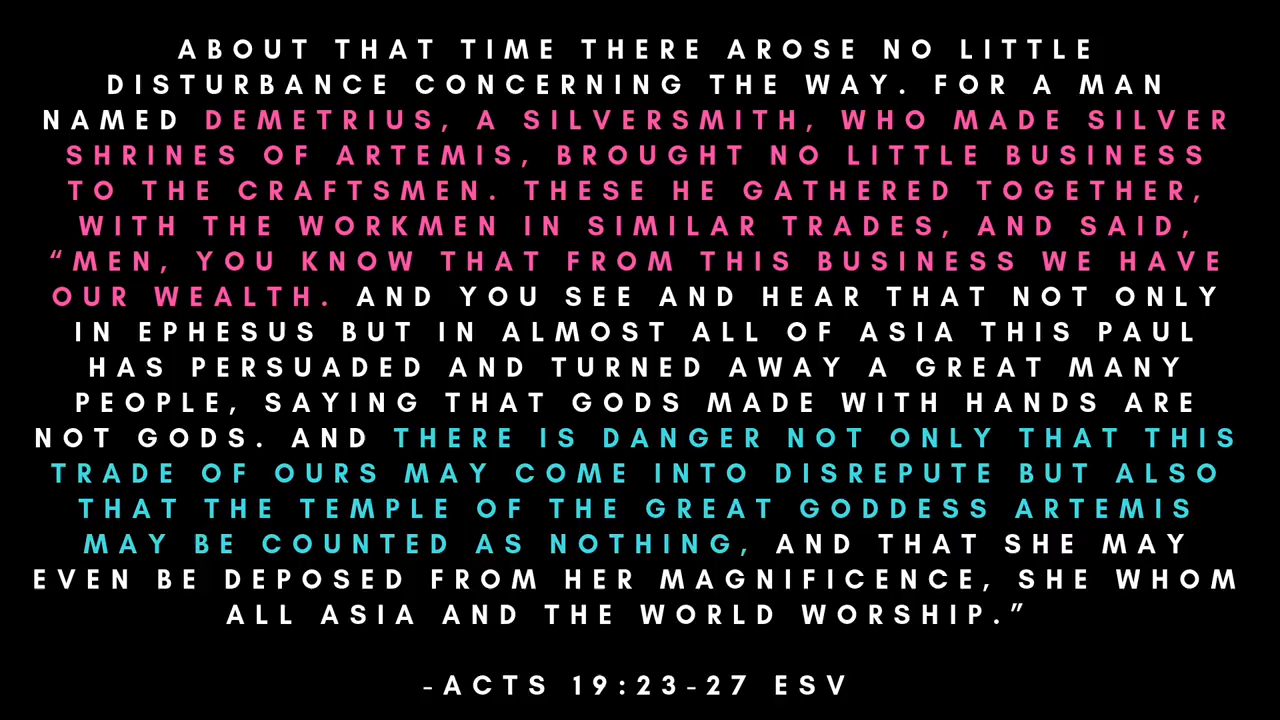 ABOUT THAT TIME THERE AROSE NO LITTLE
DISTURBANCE CONCERNING THE WAY. FOR A MAN
NAMED DEMETRIUS, A SILVERSMITH, WHO MADE SILVER
SHRINES OF ARTEMIS, BROUGHT NO LITTLE BUSINESS
TO THE CRAFTSMEN. THESE HE GATHERED TOGETHER,
WITH THE WORKMEN IN SIMILAR TRADES, AND SAID,
“MEN, YOU KNOW THAT FROM THIS BUSINESS WE HAVE
OUR WEALTH. AND YOU SEE AND HEAR THAT NOT ONLY
IN EPHESUS BUT IN ALMOST ALL OF ASIA THIS PAUL
HAS PERSUADED AND TURNED AWAY A GREAT MANY
PEOPLE, SAYING THAT GODS MADE WITH HANDS ARE
NOT GODS. AND THERE IS DANGER NOT ONLY THAT THIS
TRADE OF OURS MAY COME INTO DISREPUTE BUT ALSO
THAT THE TEMPLE OF THE GREAT GODDESS ARTEMIS
MAY BE COUNTED AS NOTHING, AND THAT SHE MAY
EVEN BE DEPOSED FROM HER MAGNIFICENCE, SHE WHOM
ALL ASIA AND THE WORLD WORSHIP.”
-ACTS 19:23-27 ESV